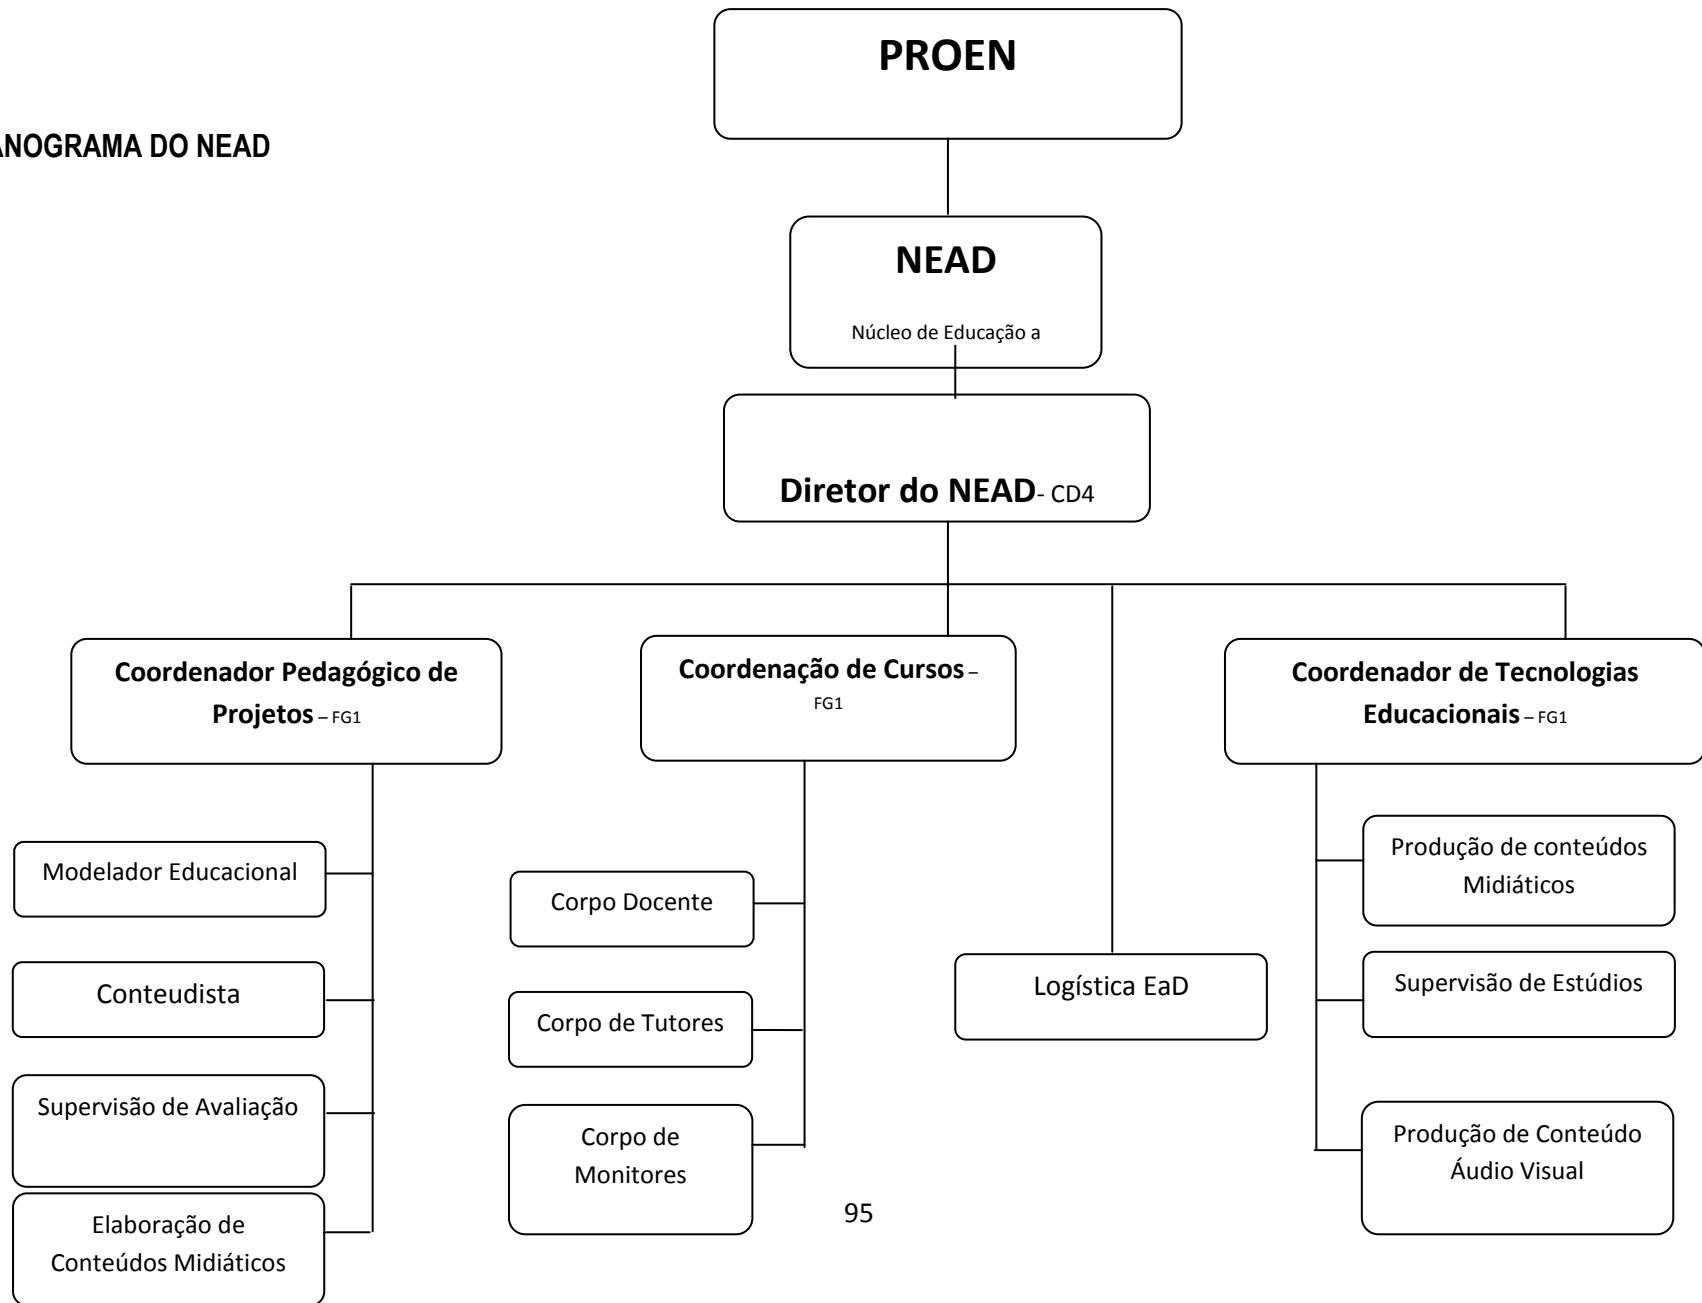 PROEN
ANOGRAMA DO NEAD
NEAD
Núcleo de Educação a
Diretor do NEAD- CD4
Coordenador Pedagógico de
Projetos – FG1
Coordenação de Cursos –
FG1
Coordenador de Tecnologias
Educacionais – FG1
Modelador Educacional
Conteudista
Supervisão de Avaliação
Elaboração de
Conteúdos Midiáticos
Corpo Docente
Corpo de Tutores
Corpo de
Monitores
Logística EaD
Produção de conteúdos
Midiáticos
Supervisão de Estúdios
Produção de Conteúdo
Áudio Visual
95